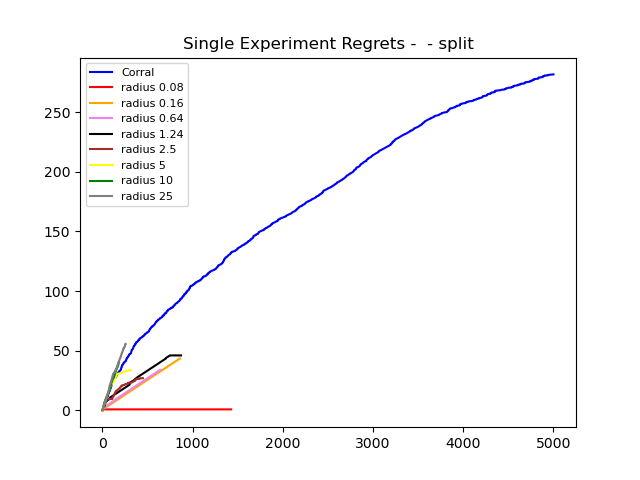 Single Experiment Regrets -  - split
Corral
radius 0.08
radius 0.16
radius 0.64
radius 1.24
radius 2.5
radius 5
radius 10
radius 25
250
200
150
100
50
0
0 1000 2000 3000 4000 5000